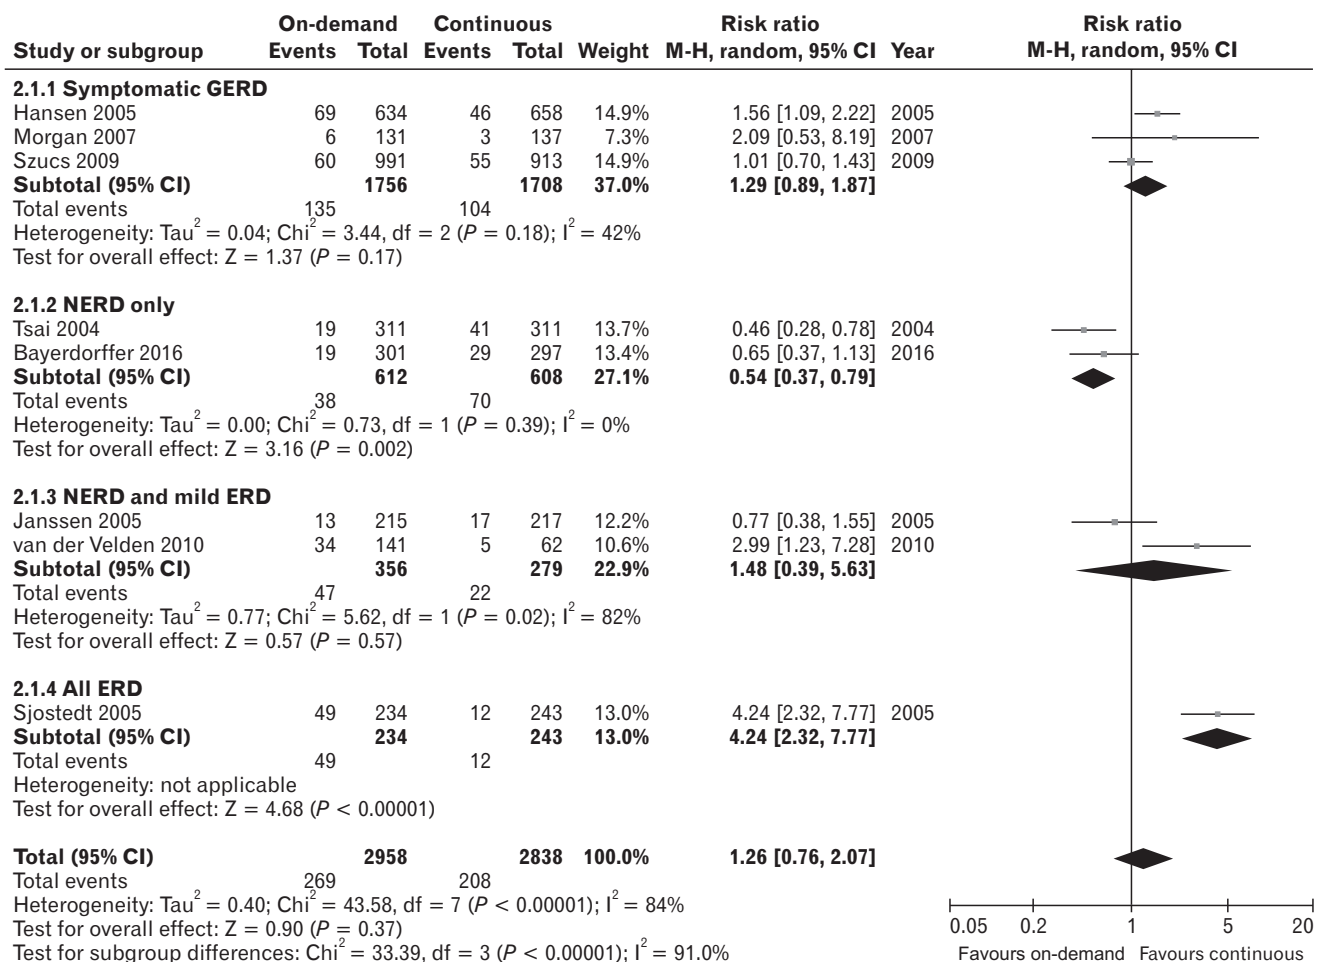 On-demand Continuous Risk ratio Risk ratio
Study or subgroup Events Total Events Total Weight M-H, random, 95% CI Year M-H, random, 95% CI
2.1.1 Symptomatic GERD
Hansen 2005 69 634 46 658 14.9% 1.56 [1.09, 2.22] 2005
Morgan 2007 6 131 3 137 7.3% 2.09 [0.53, 8.19] 2007
Szucs 2009 60 991 55 913 14.9% 1.01 [0.70, 1.43] 2009
Subtotal (95% CI) 1756 1708 37.0% 1.29 [0.89, 1.87]
Total events 135 104
Heterogeneity: Tau² = 0.04; Chi² = 3.44, df = 2 (P = 0.18); I² = 42%
Test for overall effect: Z = 1.37 (P = 0.17)
2.1.2 NERD only
Tsai 2004 19 311 41 311 13.7% 0.46 [0.28, 0.78] 2004
Bayerdorffer 2016 19 301 29 297 13.4% 0.65 [0.37, 1.13] 2016
Subtotal (95% CI) 612 608 27.1% 0.54 [0.37, 0.79]
Total events 38 70
Heterogeneity: Tau² = 0.00; Chi² = 0.73, df = 1 (P = 0.39); I² = 0%
Test for overall effect: Z = 3.16 (P = 0.002)
2.1.3 NERD and mild ERD
Janssen 2005 13 215 17 217 12.2% 0.77 [0.38, 1.55] 2005
van der Velden 2010 34 141 5 62 10.6% 2.99 [1.23, 7.28] 2010
Subtotal (95% CI) 356 279 22.9% 1.48 [0.39, 5.63]
Total events 47 22
Heterogeneity: Tau² = 0.77; Chi² = 5.62, df = 1 (P = 0.02); I² = 82%
Test for overall effect: Z = 0.57 (P = 0.57)
2.1.4 All ERD
Sjostedt 2005 49 234 12 243 13.0% 4.24 [2.32, 7.77] 2005
Subtotal (95% CI) 234 243 13.0% 4.24 [2.32, 7.77]
Total events 49 12
Heterogeneity: not applicable
Test for overall effect: Z = 4.68 (P < 0.00001)
Total (95% CI) 2958 2838 100.0% 1.26 [0.76, 2.07]
Total events 269 208
Heterogeneity: Tau² = 0.40; Chi² = 43.58, df = 7 (P < 0.00001); I² = 84%
Test for overall effect: Z = 0.90 (P = 0.37)
Test for subgroup differences: Chi² = 33.39, df = 3 (P < 0.00001); I² = 91.0%
0.05 0.2 1 5 20
Favours on-demand Favours continuous